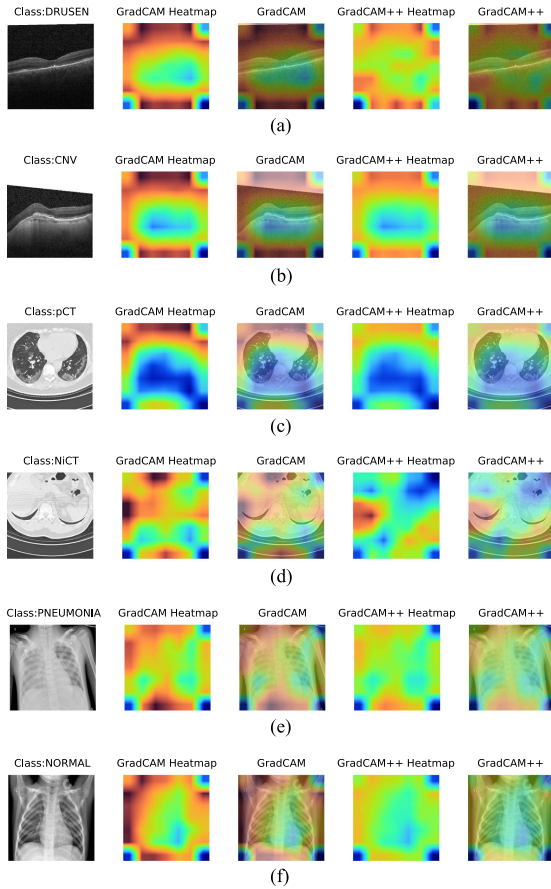 Class:DRUSEN GradCAM Heatmap GradCAM GradCAM++ Heatmap GradCAM++
(a)
Class:CNV GradCAM Heatmap GradCAM GradCAM++ Heatmap GradCAM++
(b)
Class:pCT GradCAM Heatmap GradCAM GradCAM++ Heatmap GradCAM++
(c)
Class:NiCT GradCAM Heatmap GradCAM GradCAM++ Heatmap GradCAM++
(d)
Class:PNEUMONIA GradCAM Heatmap GradCAM GradCAM++ Heatmap GradCAM++
(e)
Class:NORMAL GradCAM Heatmap GradCAM GradCAM++ Heatmap GradCAM++
(f)